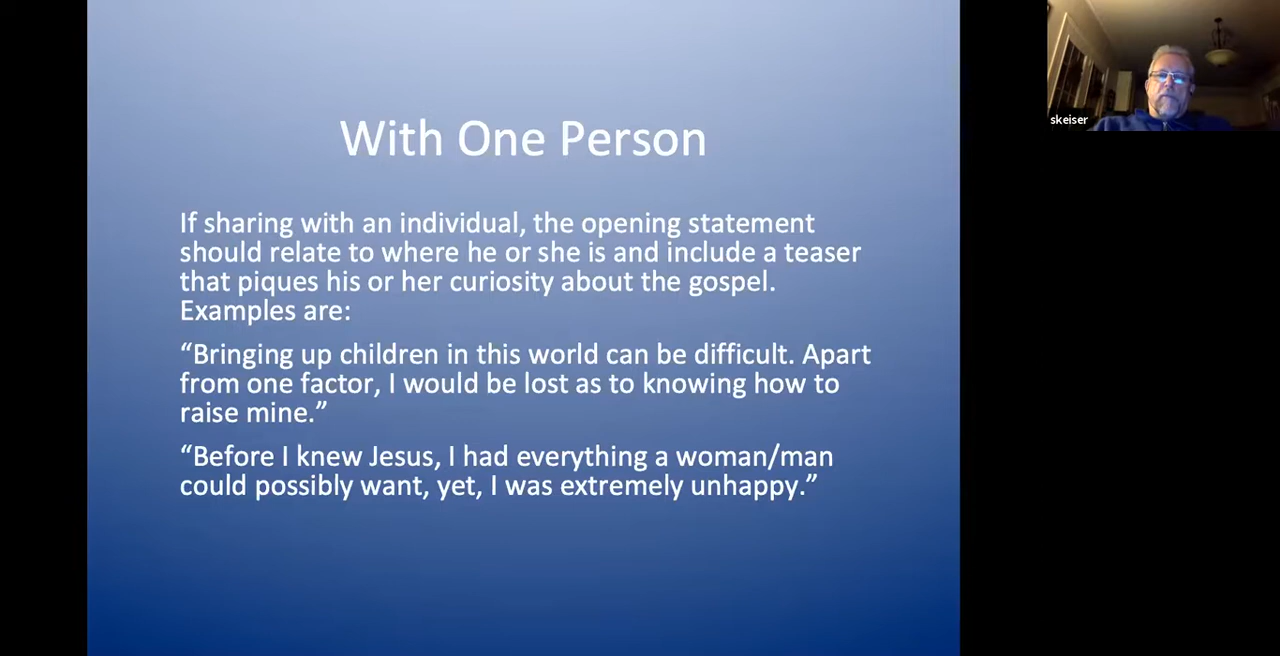 With One Person
If sharing with an individual, the opening statement
should relate to where he or she is and include a teaser
that piques his or her curiosity about the gospel.
Examples are:
“Bringing up children in this world can be difficult. Apart
from one factor, I would be lost as to knowing how to
raise mine.”
“Before I knew Jesus, I had everything a woman/man
could possibly want, yet, I was extremely unhappy.”
skeiser